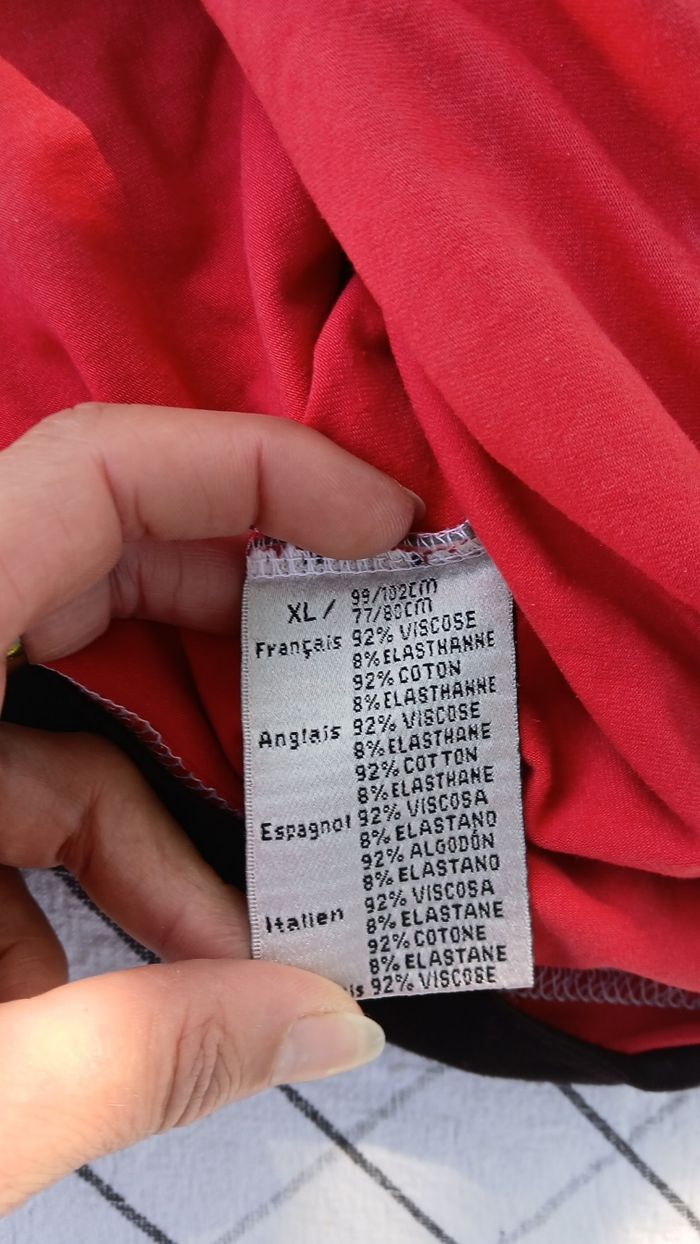 XL / 99/102CM
77/80CM
Français 92% VISCOSE
8% ELASTHANNE
92% COTON
8% ELASTHANNE
Anglais 92% VISCOSE
8% ELASTHANE
92% COTTON
8% ELASTHANE
Espagnol 92% VISCOSA
8% ELASTANO
92% ALGODÓN
8% ELASTANO
Italien 92% VISCOSA
8% ELASTANE
92% COTONE
8% ELASTANE
92% VISCOSE